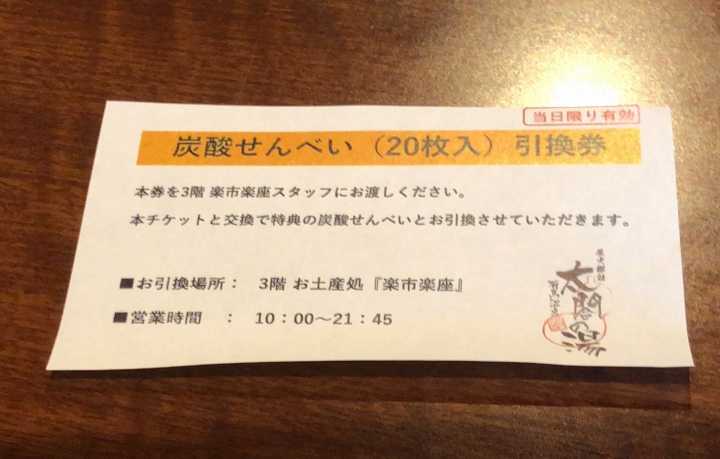 当日限り有効
炭酸せんべい（20枚入）引換券
本券を3階 楽市楽座スタッフにお渡しください。
本チケットと交換で特典の炭酸せんべいとお引換させていただきます。
■お引換場所： 3階 お土産処『楽市楽座』
■営業時間 ： 10：00～21：45
太閤の湯